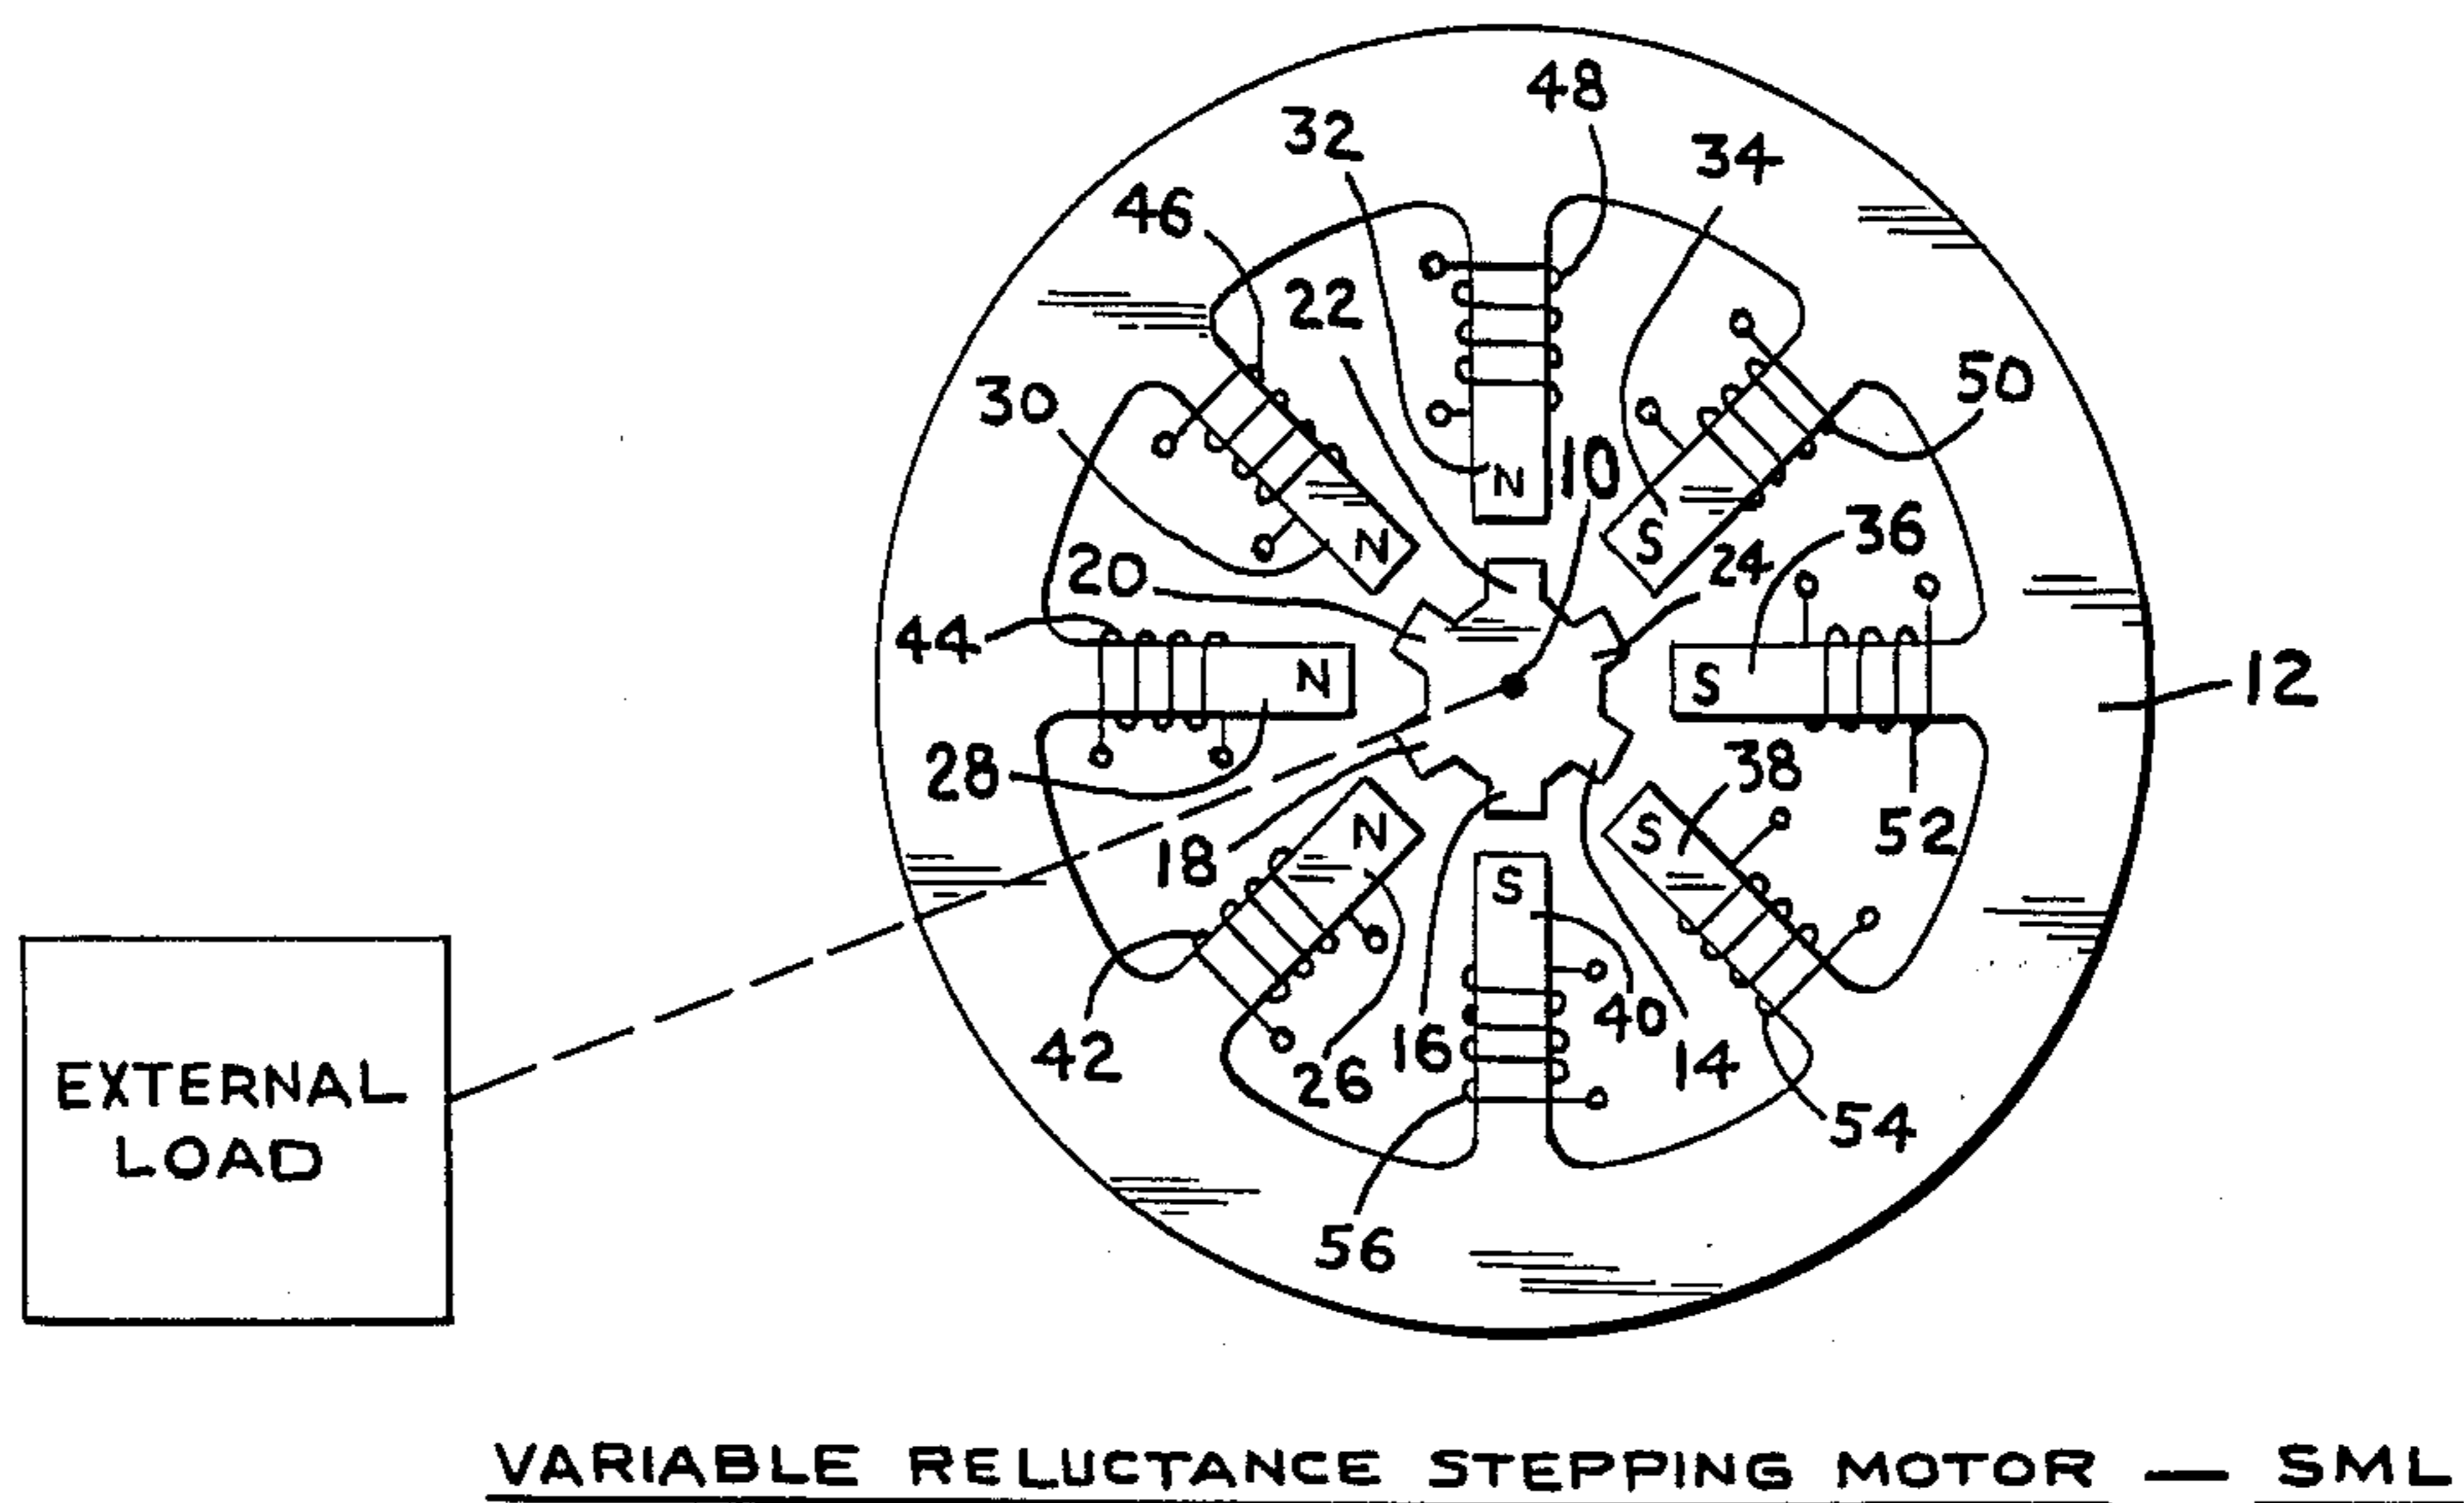 48
32
34
46
22
50
30
10
N
S
36
N
20
24
44
N
S
12
28
38
18
N
S
52
S
40
42
16
26
14
54
EXTERNAL
LOAD
56
VARIABLE RELUCTANCE STEPPING MOTOR — SML